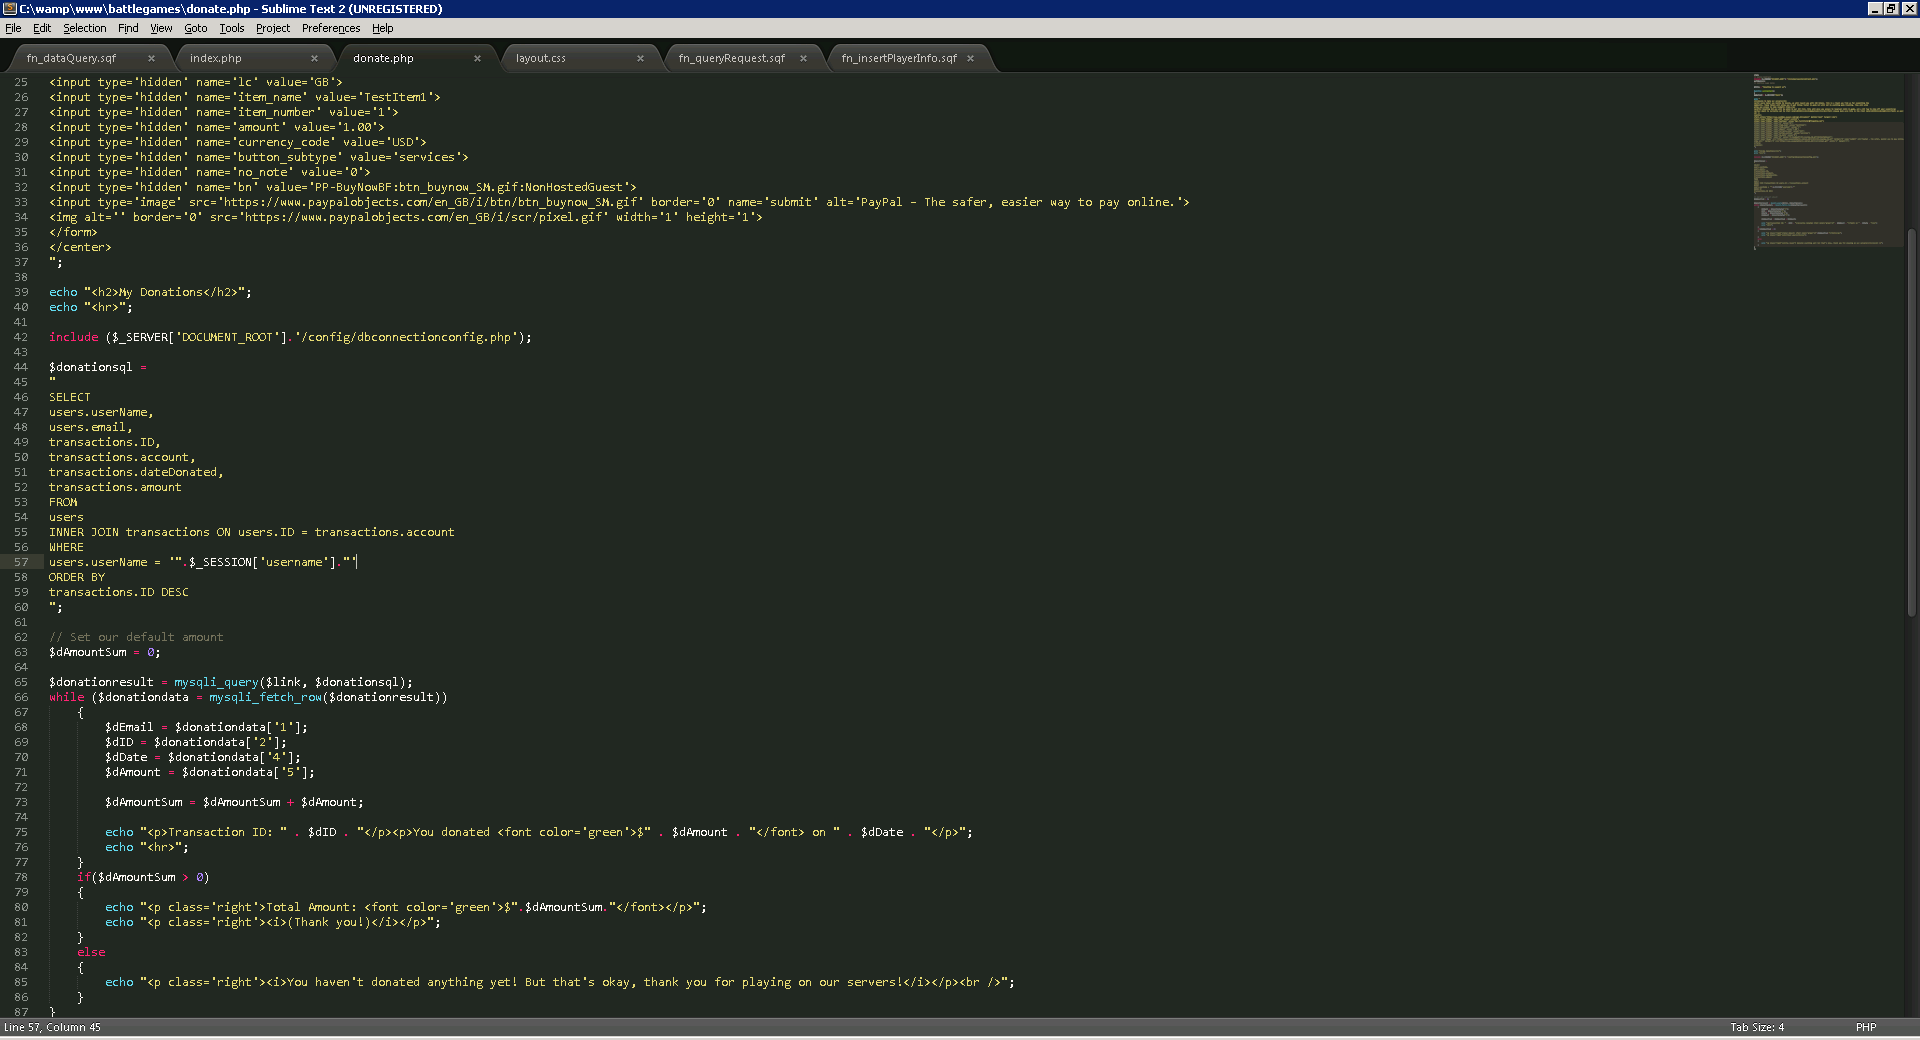 C:\wamp\www\battlegames\donate.php - Sublime Text 2 (UNREGISTERED)
File Edit Selection Find View Goto Tools Project Preferences Help
fn_dataQuery.sqf index.php donate.php layout.css fn_queryRequest.sqf fn_insertPlayerInfo.sqf
25 <input type='hidden' name='lc' value='GB'>
26 <input type='hidden' name='item_name' value='TestItem1'>
27 <input type='hidden' name='item_number' value='1'>
28 <input type='hidden' name='amount' value='1.00'>
29 <input type='hidden' name='currency_code' value='USD'>
30 <input type='hidden' name='button_subtype' value='services'>
31 <input type='hidden' name='no_note' value='0'>
32 <input type='hidden' name='bn' value='PP-BuyNowBF:btn_buynow_SM.gif:NonHostedGuest'>
33 <input type='image' src='https://www.paypalobjects.com/en_GB/i/btn/btn_buynow_SM.gif' border='0' name='submit' alt='PayPal - The safer, easier way to pay online.'>
34 <img alt='' border='0' src='https://www.paypalobjects.com/en_GB/i/scr/pixel.gif' width='1' height='1'>
35 </form>
36 </center>
37 ";
38
39 echo "<h2>My Donations</h2>";
40 echo "<hr>";
41
42 include ($_SERVER['DOCUMENT_ROOT'].'/config/dbconnectionconfig.php');
43
44 $donationsql =
45 "
46 SELECT
47 users.userName,
48 users.email,
49 transactions.ID,
50 transactions.account,
51 transactions.dateDonated,
52 transactions.amount
53 FROM
54 users
55 INNER JOIN transactions ON users.ID = transactions.account
56 WHERE
57 users.userName = '".$_SESSION['username']."'
58 ORDER BY
59 transactions.ID DESC
60 ";
61
62 // Set our default amount
63 $dAmountSum = 0;
64
65 $donationresult = mysqli_query($link, $donationsql);
66 while ($donationdata = mysqli_fetch_row($donationresult))
67 {
68 $dEmail = $donationdata['1'];
69 $dID = $donationdata['2'];
70 $dDate = $donationdata['4'];
71 $dAmount = $donationdata['5'];
72
73 $dAmountSum = $dAmountSum + $dAmount;
74
75 echo "<p>Transaction ID: " . $dID . "</p><p>You donated <font color='green'>$" . $dAmount . "</font> on " . $dDate . "</p>";
76 echo "<hr>";
77 }
78 if($dAmountSum > 0)
79 {
80 echo "<p class='right'>Total Amount: <font color='green'>$".$dAmountSum."</font></p>";
81 echo "<p class='right'><i>(Thank you!)</i></p>";
82 }
83 else
84 {
85 echo "<p class='right'><i>You haven't donated anything yet! But that's okay, thank you for playing on our servers!</i></p><br />";
86 }
87 }
Line 57, Column 45 Tab Size: 4 PHP